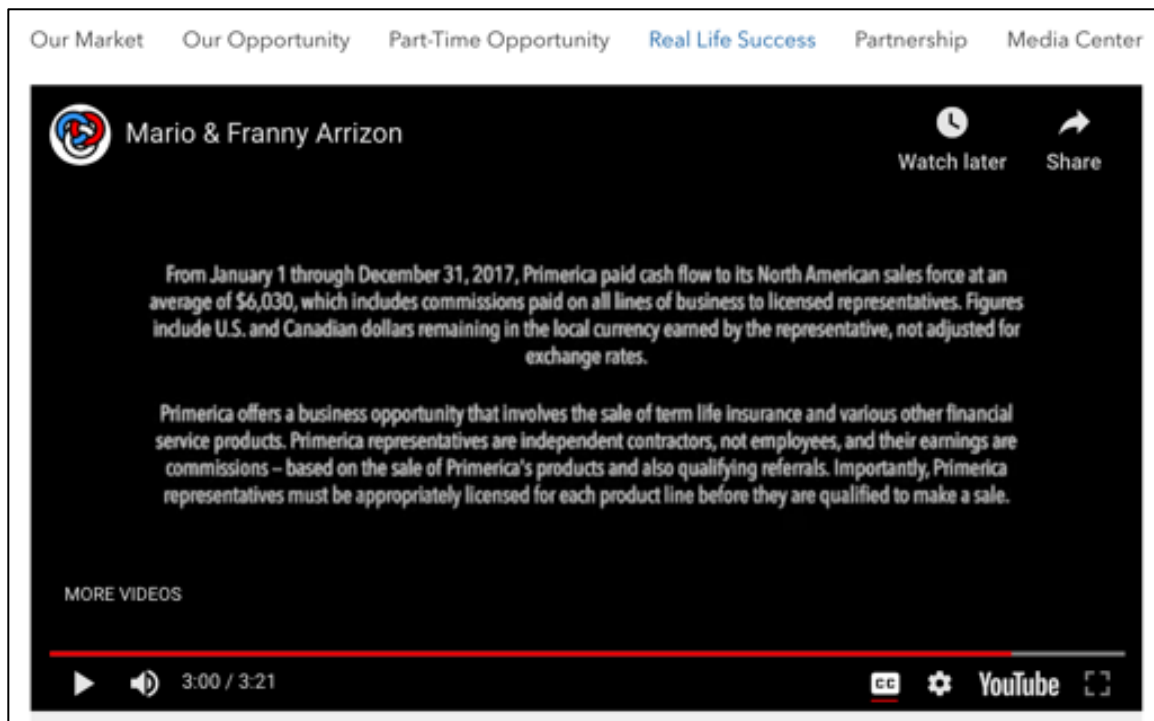 Our Market Our Opportunity Part-Time Opportunity Real Life Success Partnership Media Center
Mario & Franny Arrizon
Watch later Share
From January 1 through December 31, 2017, Primerica paid cash flow to its North American sales force at an
average of $6,030, which includes commissions paid on all lines of business to licensed representatives. Figures
include U.S. and Canadian dollars remaining in the local currency earned by the representative, not adjusted for
exchange rates.
Primerica offers a business opportunity that involves the sale of term life insurance and various other financial
service products. Primerica representatives are independent contractors, not employees, and their earnings are
commissions – based on the sale of Primerica's products and also qualifying referrals. Importantly, Primerica
representatives must be appropriately licensed for each product line before they are qualified to make a sale.
MORE VIDEOS
3:00 / 3:21 CC YouTube